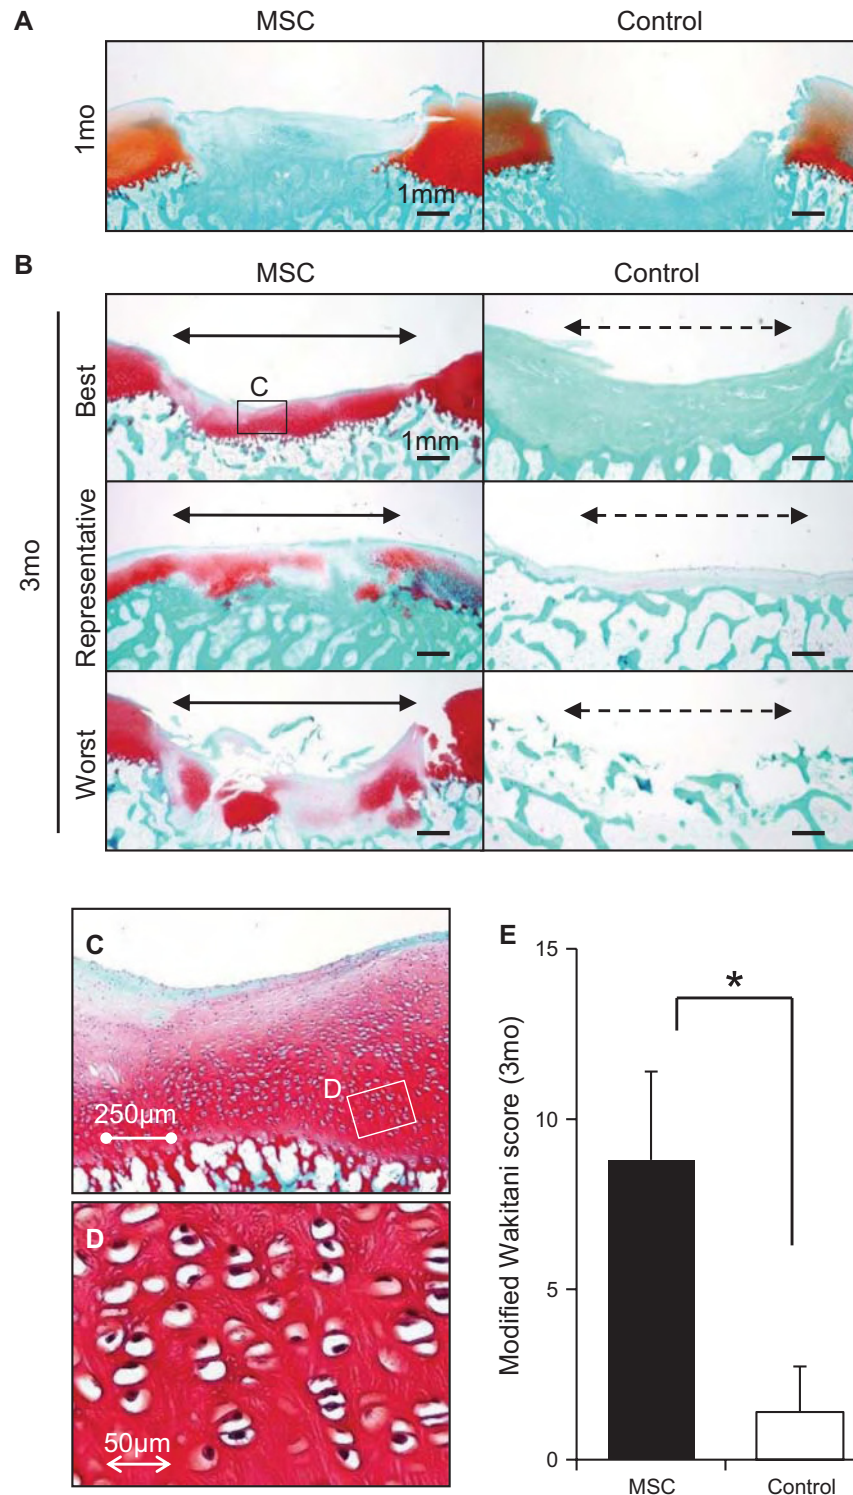 A
MSC
Control
1mo
1mm
B
MSC
Control
3mo
Best
C
1mm
Representative
Worst
C
D
250μm
D
50μm
E
Modified Wakitani score (3mo)
15
10
5
0
*
MSC
Control